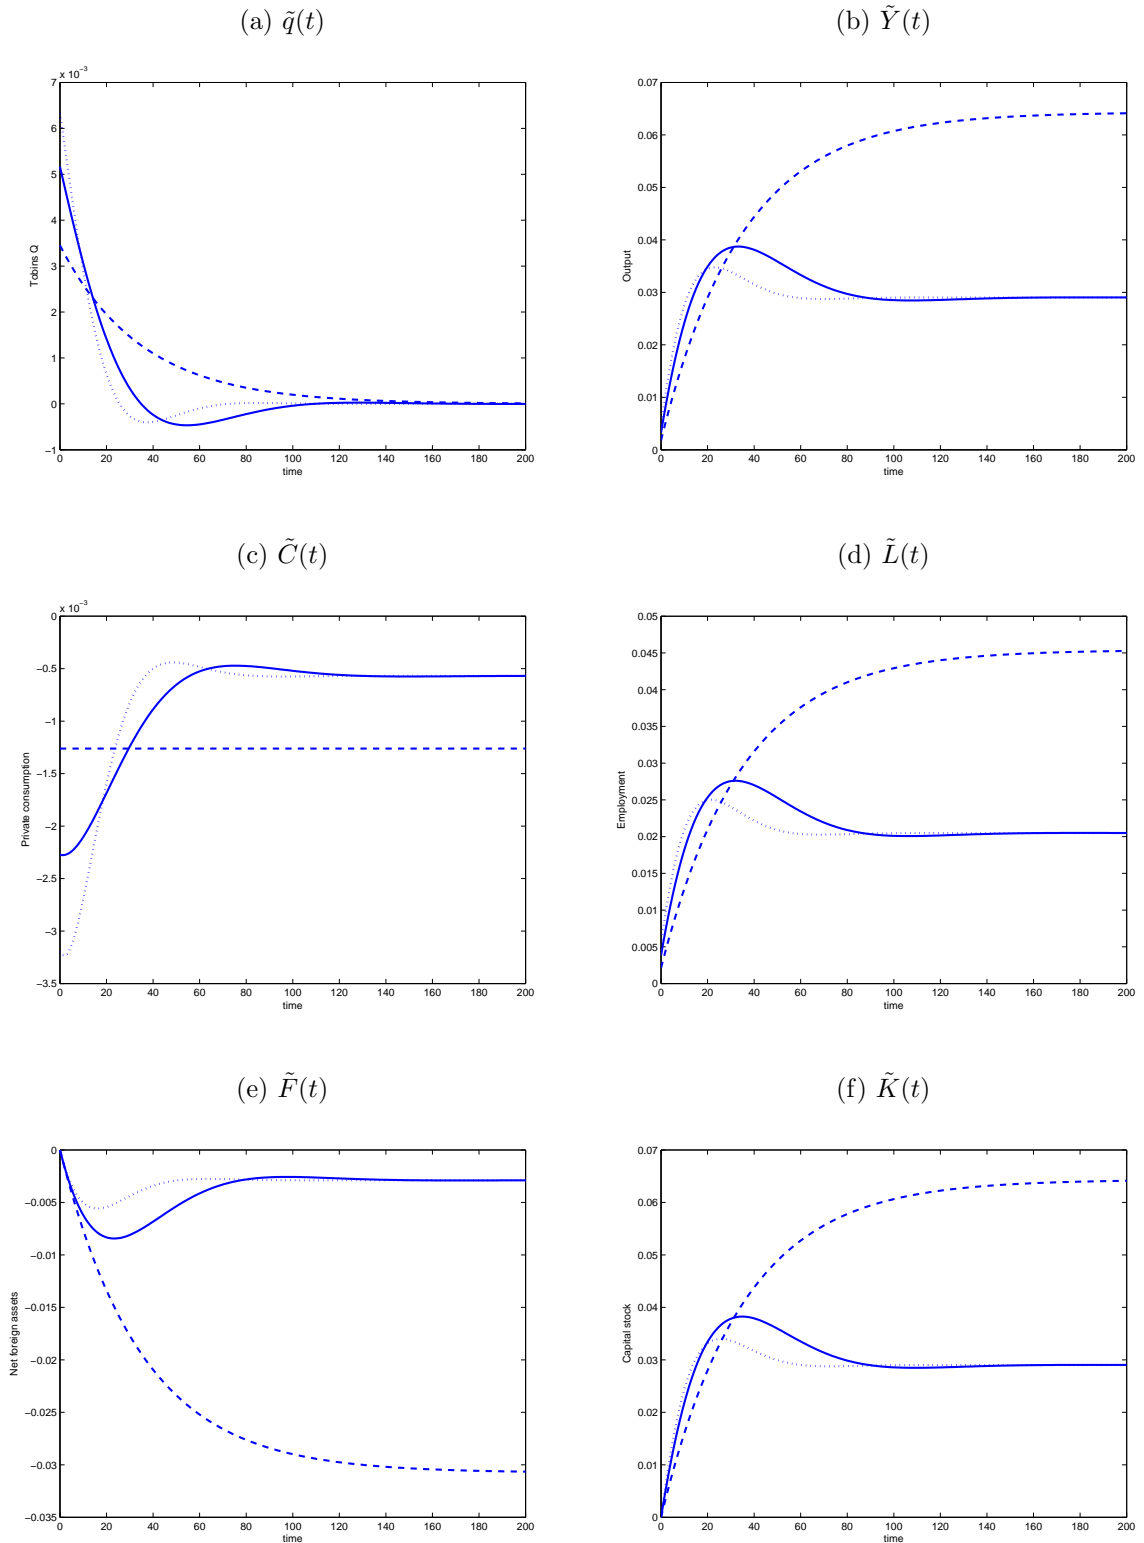 (a) q̃(t)
x 10⁻³
7
6
5
4
3
2
1
0
−1
0 20 40 60 80 100 120 140 160 180 200
time
Tobins Q
(b) Ỹ(t)
0.07
0.06
0.05
0.04
0.03
0.02
0.01
0
0 20 40 60 80 100 120 140 160 180 200
time
Output
(c) C̃(t)
x 10⁻³
0
−0.5
−1
−1.5
−2
−2.5
−3
−3.5
0 20 40 60 80 100 120 140 160 180 200
time
Private consumption
(d) L̃(t)
0.05
0.045
0.04
0.035
0.03
0.025
0.02
0.015
0.01
0.005
0
0 20 40 60 80 100 120 140 160 180 200
time
Employment
(e) F̃(t)
0
−0.005
−0.01
−0.015
−0.02
−0.025
−0.03
−0.035
0 20 40 60 80 100 120 140 160 180 200
time
Net foreign assets
(f) K̃(t)
0.07
0.06
0.05
0.04
0.03
0.02
0.01
0
0 20 40 60 80 100 120 140 160 180 200
time
Capital stock